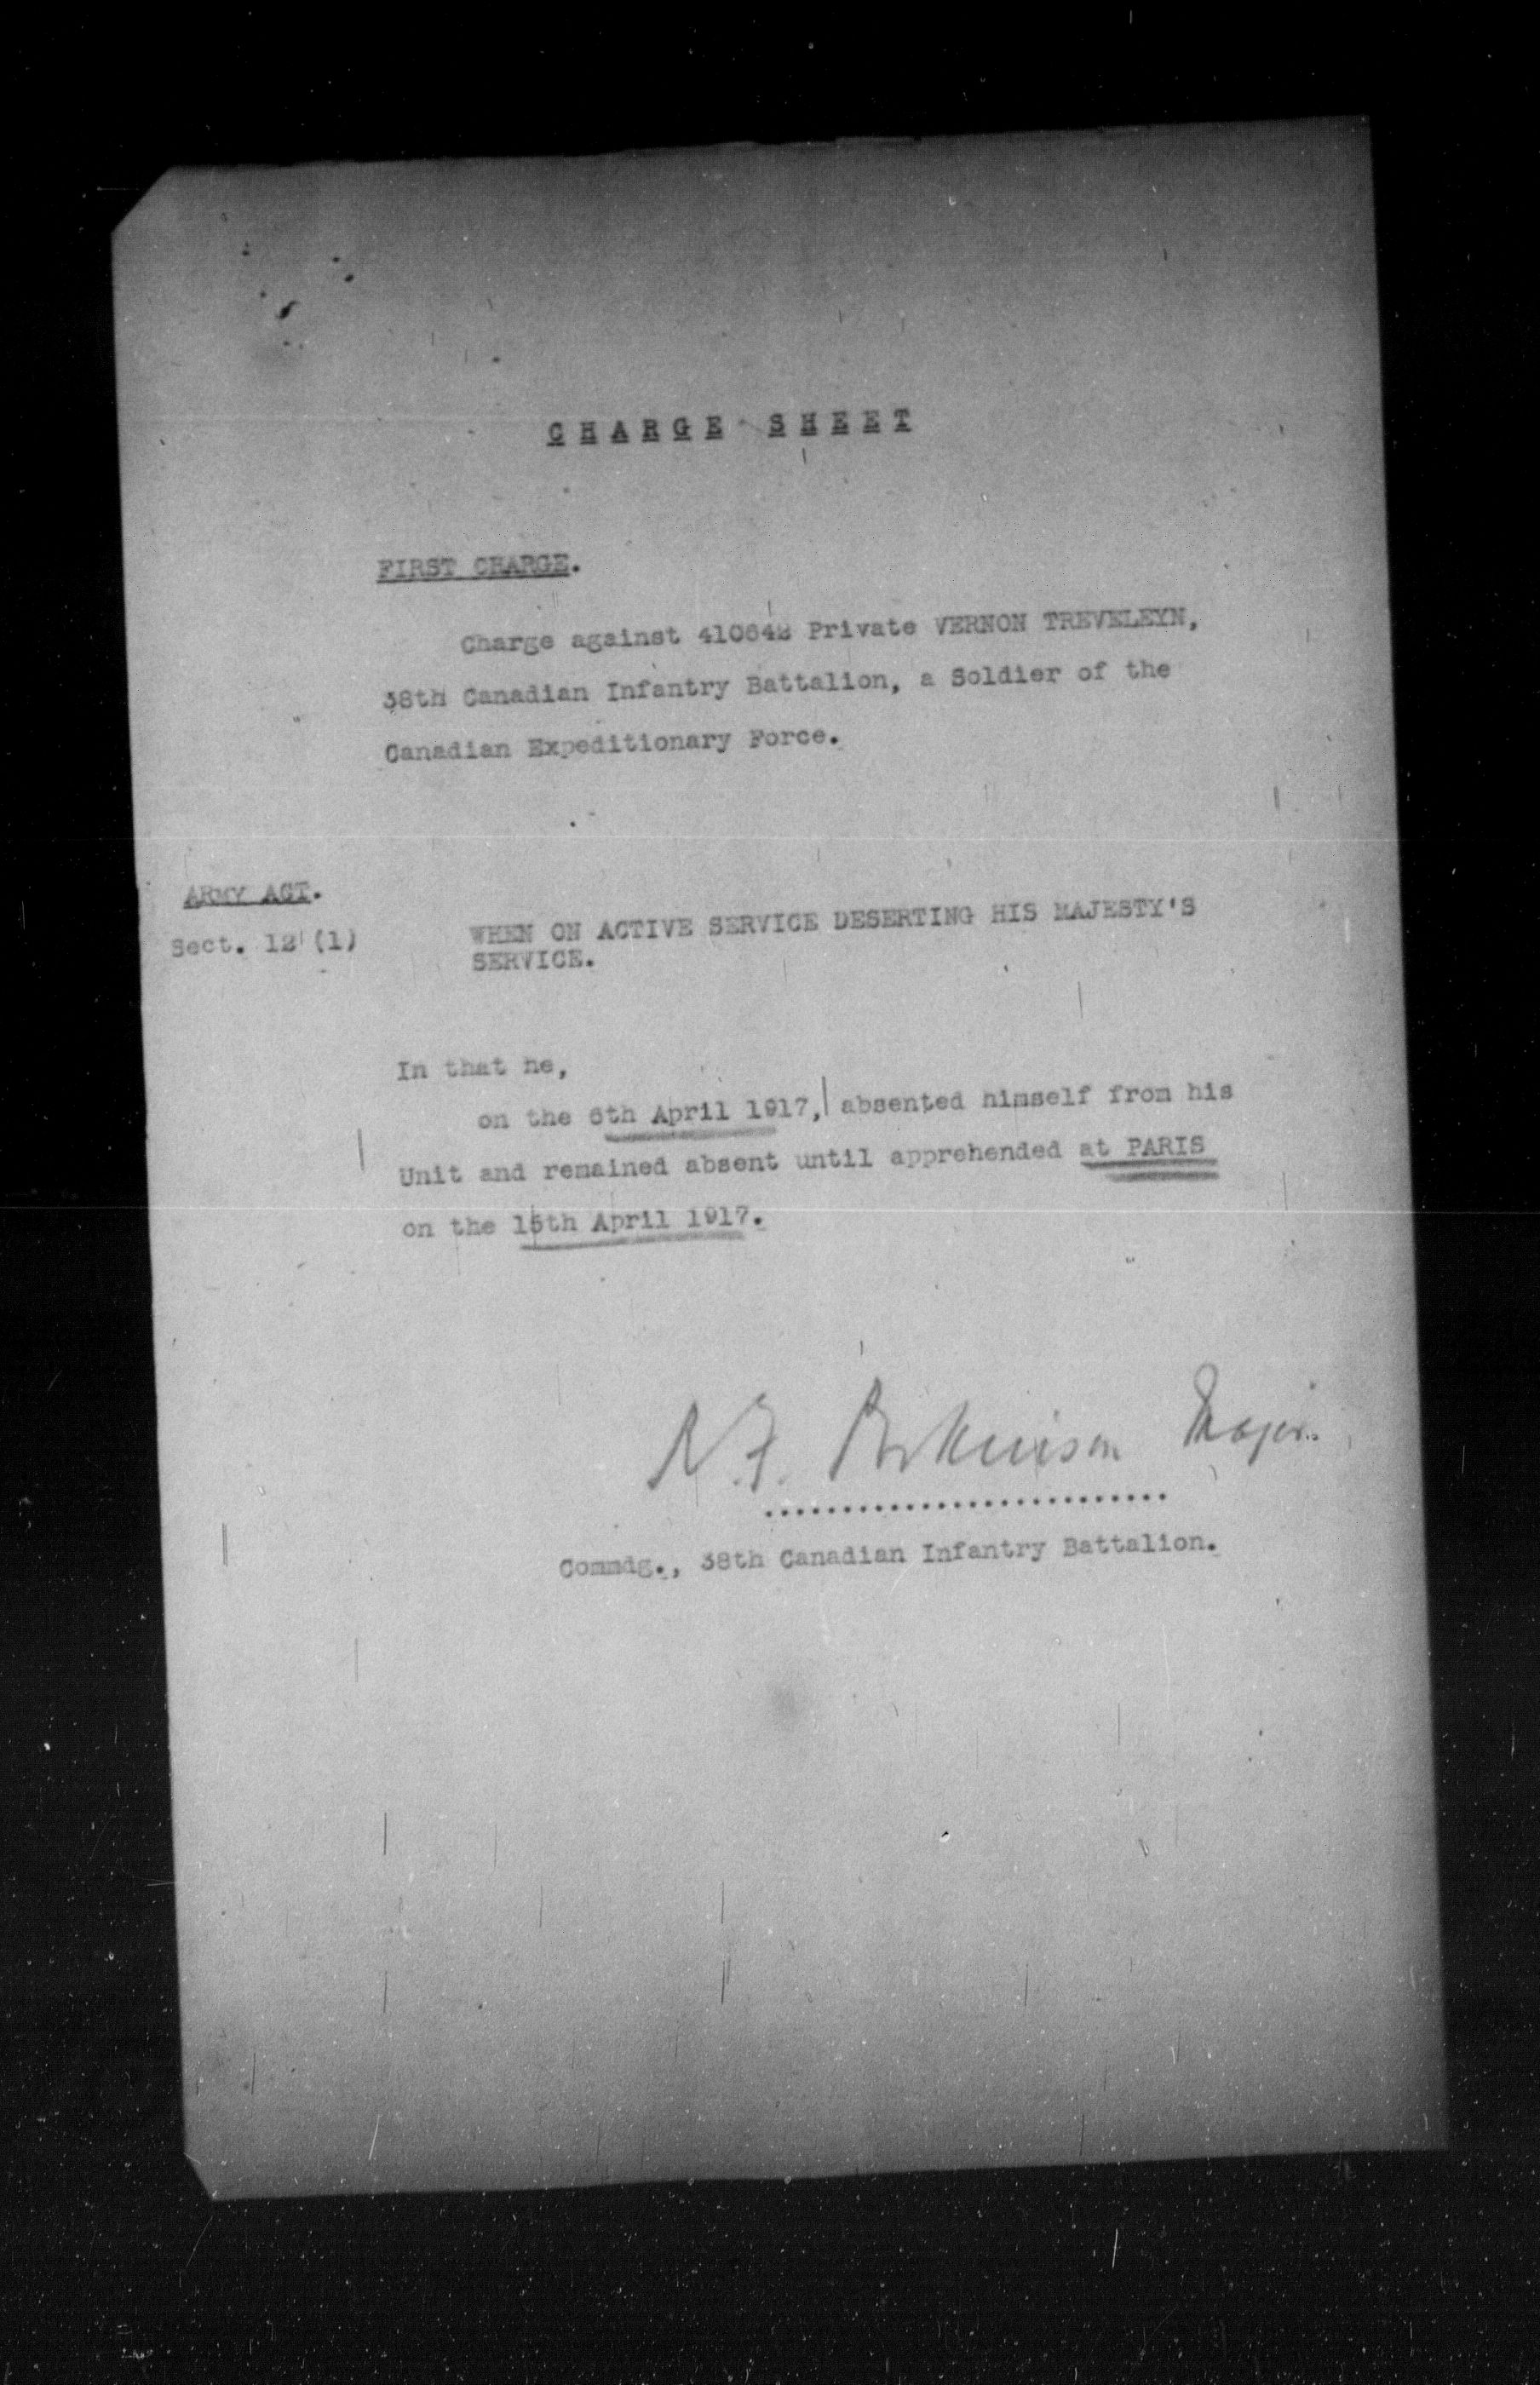 CHARGE SHEET
FIRST CHARGE.
Charge against 410642 Private VERNON TREVELEYN,
38th Canadian Infantry Battalion, a Soldier of the
Canadian Expeditionary Force.
ARMY ACT.
Sect. 12 (1)
WHEN ON ACTIVE SERVICE DESERTING HIS MAJESTY'S
SERVICE.
In that he,
on the 6th April 1917, absented himself from his
Unit and remained absent until apprehended at PARIS
on the 15th April 1917.
R.F. Parkinson Major.
..........................
Commdg., 38th Canadian Infantry Battalion.